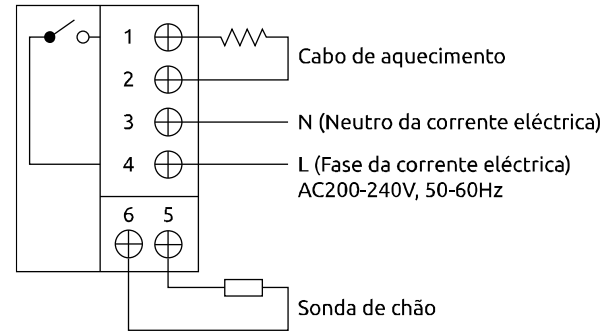 1
Cabo de aquecimento
2
3
N (Neutro da corrente eléctrica)
4
L (Fase da corrente eléctrica)
AC200-240V, 50-60Hz
6 5
Sonda de chão